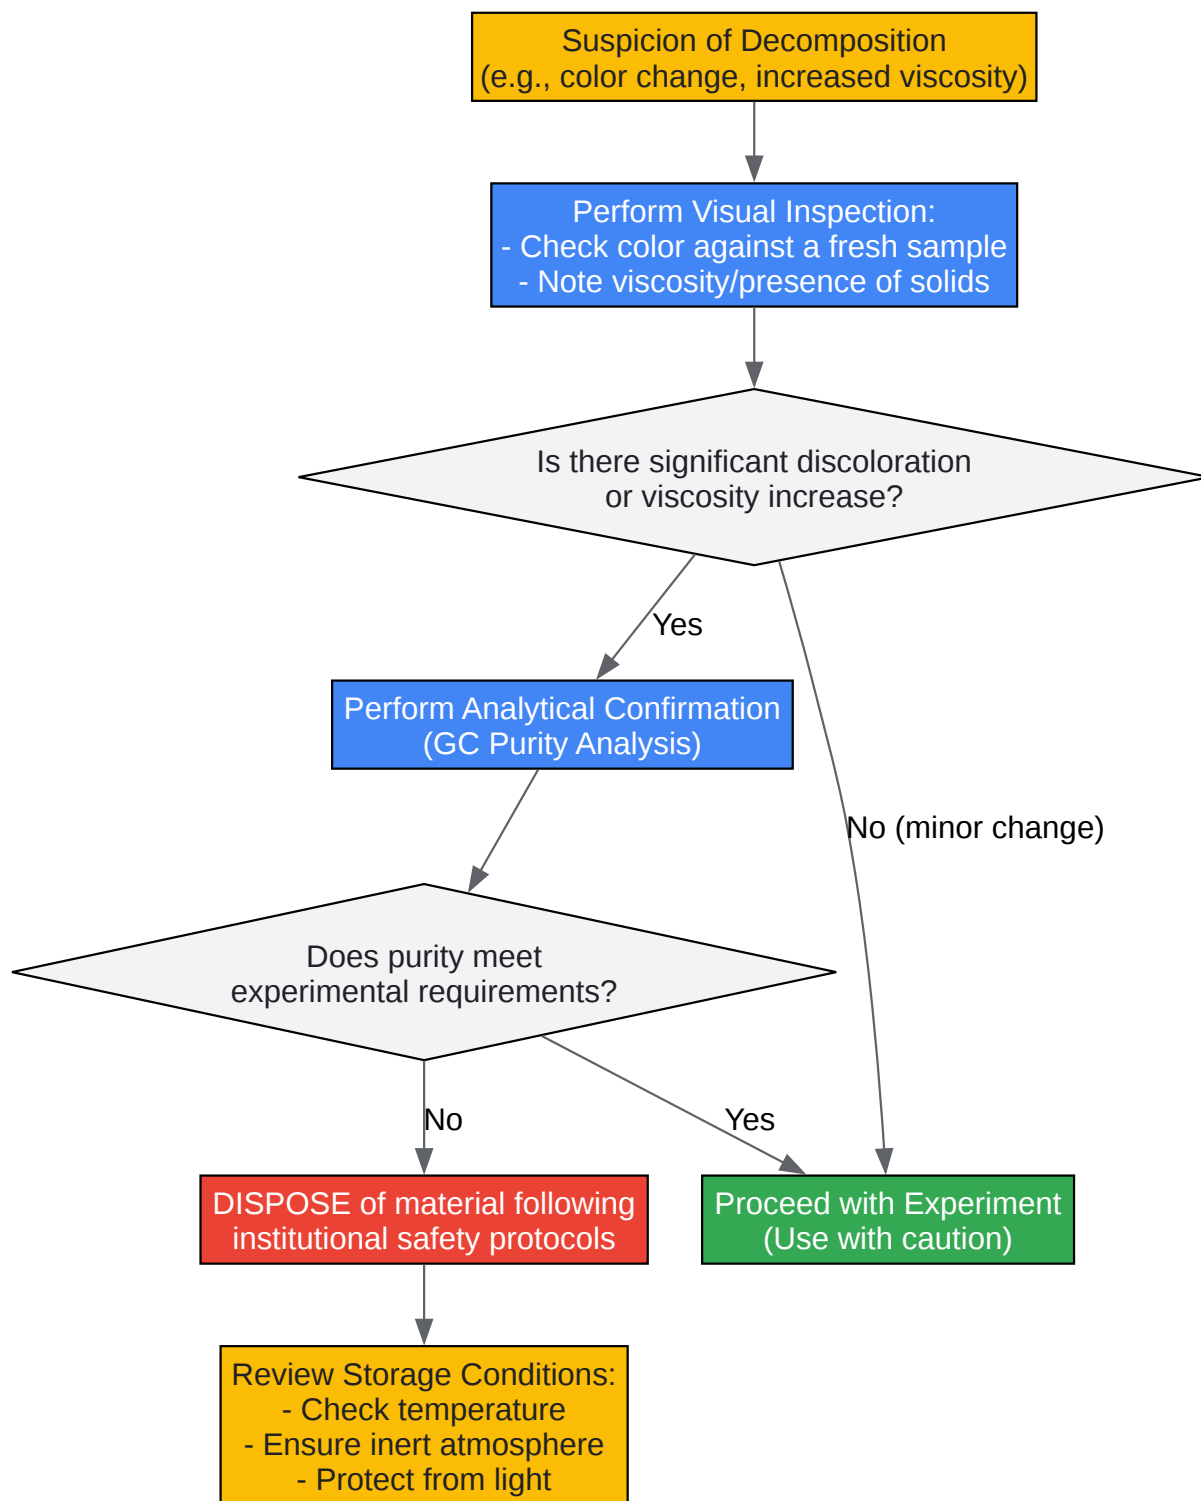 Suspicion of Decomposition
(e.g., color change, increased viscosity)
Perform Visual Inspection:
- Check color against a fresh sample
- Note viscosity/presence of solids
Is there significant discoloration
or viscosity increase?
Yes
Perform Analytical Confirmation
(GC Purity Analysis)
No (minor change)
Does purity meet
experimental requirements?
No
Yes
DISPOSE of material following
institutional safety protocols
Proceed with Experiment
(Use with caution)
Review Storage Conditions:
- Check temperature
- Ensure inert atmosphere
- Protect from light